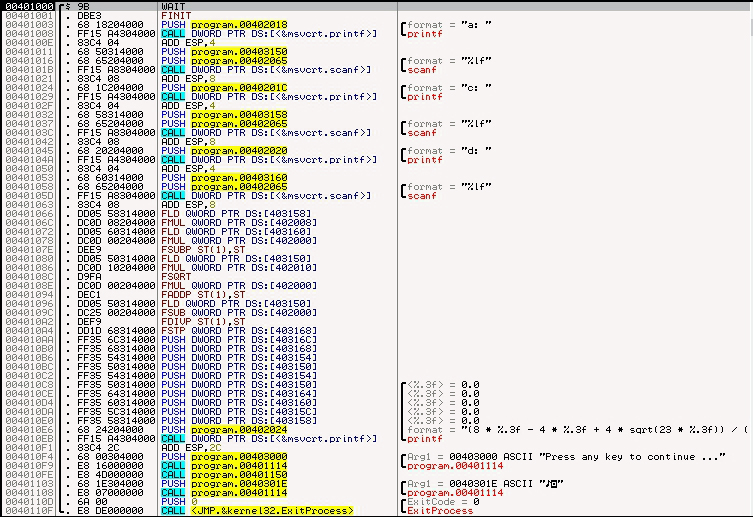 00401000 $ 9B WAIT
00401001 . DBE3 FINIT
00401003 . 68 18204000 PUSH program.00402018 format = "a: "
00401008 . FF15 A4304000 CALL DWORD PTR DS:[<&msvcrt.printf>] printf
0040100E . 83C4 04 ADD ESP,4
00401011 . 68 50314000 PUSH program.00403150
00401016 . 68 65204000 PUSH program.00402065 format = "%lf"
0040101B . FF15 A8304000 CALL DWORD PTR DS:[<&msvcrt.scanf>] scanf
00401021 . 83C4 08 ADD ESP,8
00401024 . 68 1C204000 PUSH program.0040201C format = "c: "
00401029 . FF15 A4304000 CALL DWORD PTR DS:[<&msvcrt.printf>] printf
0040102F . 83C4 04 ADD ESP,4
00401032 . 68 58314000 PUSH program.00403158
00401037 . 68 65204000 PUSH program.00402065 format = "%lf"
0040103C . FF15 A8304000 CALL DWORD PTR DS:[<&msvcrt.scanf>] scanf
00401042 . 83C4 08 ADD ESP,8
00401045 . 68 20204000 PUSH program.00402020 format = "d: "
0040104A . FF15 A4304000 CALL DWORD PTR DS:[<&msvcrt.printf>] printf
00401050 . 83C4 04 ADD ESP,4
00401053 . 68 60314000 PUSH program.00403160
00401058 . 68 65204000 PUSH program.00402065 format = "%lf"
0040105D . FF15 A8304000 CALL DWORD PTR DS:[<&msvcrt.scanf>] scanf
00401063 . 83C4 08 ADD ESP,8
00401066 . DD05 58314000 FLD QWORD PTR DS:[403158]
0040106C . DC0D 08204000 FMUL QWORD PTR DS:[402008]
00401072 . DD05 60314000 FLD QWORD PTR DS:[403160]
00401078 . DC0D 00204000 FMUL QWORD PTR DS:[402000]
0040107E . DEE9 FSUBP ST(1),ST
00401080 . DD05 50314000 FLD QWORD PTR DS:[403150]
00401086 . DC0D 10204000 FMUL QWORD PTR DS:[402010]
0040108C . D9FA FSQRT
0040108E . DC0D 00204000 FMUL QWORD PTR DS:[402000]
00401094 . DEC1 FADDP ST(1),ST
00401096 . DD05 50314000 FLD QWORD PTR DS:[403150]
0040109C . DC25 00204000 FSUB QWORD PTR DS:[402000]
004010A2 . DEF9 FDIVP ST(1),ST
004010A4 . DD1D 68314000 FSTP QWORD PTR DS:[403168]
004010AA . FF35 6C314000 PUSH DWORD PTR DS:[40316C]
004010B0 . FF35 68314000 PUSH DWORD PTR DS:[403168]
004010B6 . FF35 54314000 PUSH DWORD PTR DS:[403154]
004010BC . FF35 50314000 PUSH DWORD PTR DS:[403150]
004010C2 . FF35 54314000 PUSH DWORD PTR DS:[403154]
004010C8 . FF35 50314000 PUSH DWORD PTR DS:[403150] <%.3f> = 0.0
004010CE . FF35 64314000 PUSH DWORD PTR DS:[403164] <%.3f> = 0.0
004010D4 . FF35 60314000 PUSH DWORD PTR DS:[403160] <%.3f> = 0.0
004010DA . FF35 5C314000 PUSH DWORD PTR DS:[40315C] <%.3f> = 0.0
004010E0 . FF35 58314000 PUSH DWORD PTR DS:[403158] <%.3f> = 0.0
004010E6 . 68 24204000 PUSH program.00402024 format = "(8 * %.3f - 4 * %.3f + 4 * sqrt(23 * %.3f)) / (
004010EB . FF15 A4304000 CALL DWORD PTR DS:[<&msvcrt.printf>] printf
004010F1 . 83C4 2C ADD ESP,2C
004010F4 . 68 00304000 PUSH program.00403000 Arg1 = 00403000 ASCII "Press any key to continue ..."
004010F9 . E8 16000000 CALL program.00401114 program.00401114
004010FE . E8 4D000000 CALL program.00401150
00401103 . 68 1E304000 PUSH program.0040301E Arg1 = 0040301E ASCII "♪◙"
00401108 . E8 07000000 CALL program.00401114 program.00401114
0040110D . 6A 00 PUSH 0 ExitCode = 0
0040110F . E8 DE000000 CALL <JMP.&kernel32.ExitProcess> ExitProcess